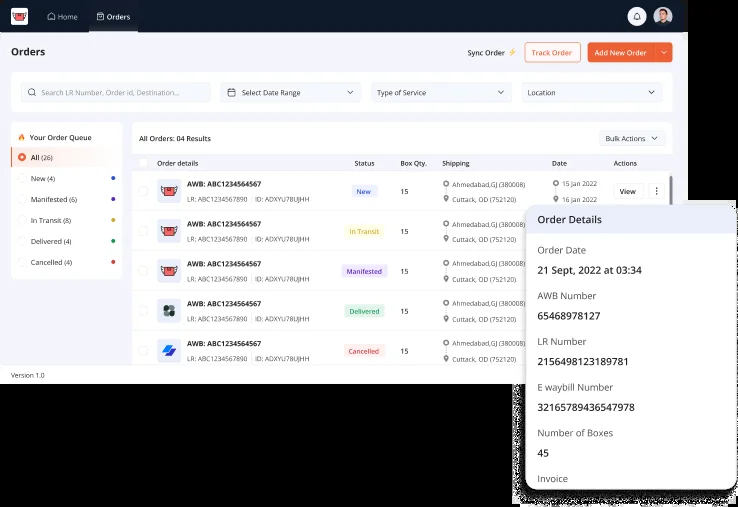 Home
Orders
Orders
Sync Order
Track Order
Add New Order
Search LR Number, Order id, Destination...
Select Date Range
Type of Service
Location
Your Order Queue
All (26)
New (4)
Manifested (6)
In Transit (8)
Delivered (4)
Cancelled (4)
All Orders: 04 Results
Bulk Actions
Order details Status Box Qty. Shipping Date Actions
AWB: ABC1234564567
LR: ABC1234567890 ID: ADXYU78UJHH
New
15
Ahmedabad,GJ (380008)
Cuttack, OD (752120)
15 Jan 2022
16 Jan 2022
View
AWB: ABC1234564567
LR: ABC1234567890 ID: ADXYU78UJHH
In Transit
15
Ahmedabad,GJ (380008)
Cuttack, OD (752120)
AWB: ABC1234564567
LR: ABC1234567890 ID: ADXYU78UJHH
Manifested
15
Ahmedabad,GJ (380008)
Cuttack, OD (752120)
AWB: ABC1234564567
LR: ABC1234567890 ID: ADXYU78UJHH
Delivered
15
Ahmedabad,GJ (380008)
Cuttack, OD (752120)
AWB: ABC1234564567
LR: ABC1234567890 ID: ADXYU78UJHH
Cancelled
15
Ahmedabad,GJ (380008)
Cuttack, OD (752120)
Version 1.0
Order Details
Order Date
21 Sept, 2022 at 03:34
AWB Number
65468978127
LR Number
2156498123189781
E waybill Number
32165789436547978
Number of Boxes
45
Invoice